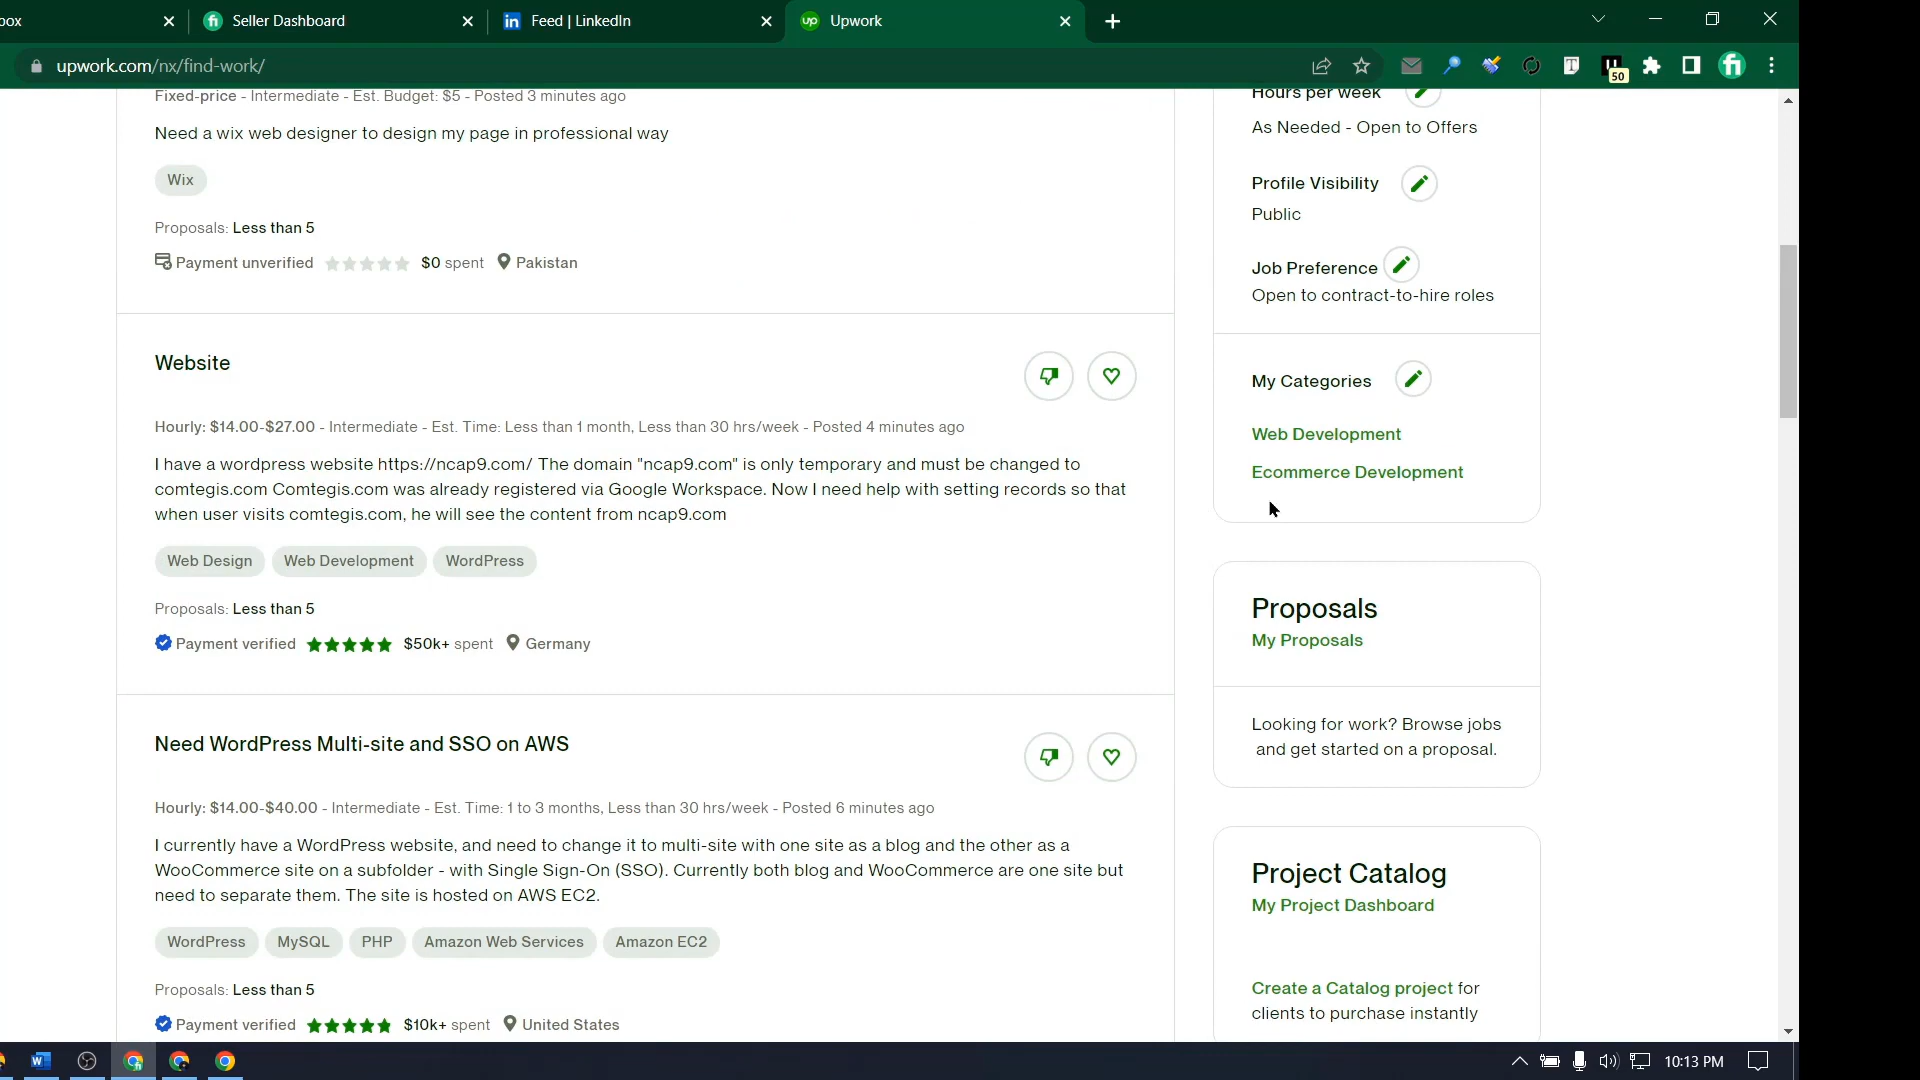 box
Seller Dashboard
Feed | LinkedIn
Upwork
upwork.com/nx/find-work/
50
Fixed-price - Intermediate - Est. Budget: $5 - Posted 3 minutes ago
Need a wix web designer to design my page in professional way
Wix
Proposals: Less than 5
Payment unverified $0 spent Pakistan
Website
Hourly: $14.00-$27.00 - Intermediate - Est. Time: Less than 1 month, Less than 30 hrs/week - Posted 4 minutes ago
I have a wordpress website https://ncap9.com/ The domain "ncap9.com" is only temporary and must be changed to
comtegis.com Comtegis.com was already registered via Google Workspace. Now I need help with setting records so that
when user visits comtegis.com, he will see the content from ncap9.com
Web Design Web Development WordPress
Proposals: Less than 5
Payment verified $50k+ spent Germany
Need WordPress Multi-site and SSO on AWS
Hourly: $14.00-$40.00 - Intermediate - Est. Time: 1 to 3 months, Less than 30 hrs/week - Posted 6 minutes ago
I currently have a WordPress website, and need to change it to multi-site with one site as a blog and the other as a
WooCommerce site on a subfolder - with Single Sign-On (SSO). Currently both blog and WooCommerce are one site but
need to separate them. The site is hosted on AWS EC2.
WordPress MySQL PHP Amazon Web Services Amazon EC2
Proposals: Less than 5
Payment verified $10k+ spent United States
Hours per week
As Needed - Open to Offers
Profile Visibility
Public
Job Preference
Open to contract-to-hire roles
My Categories
Web Development
Ecommerce Development
Proposals
My Proposals
Looking for work? Browse jobs
and get started on a proposal.
Project Catalog
My Project Dashboard
Create a Catalog project for
clients to purchase instantly
10:13 PM